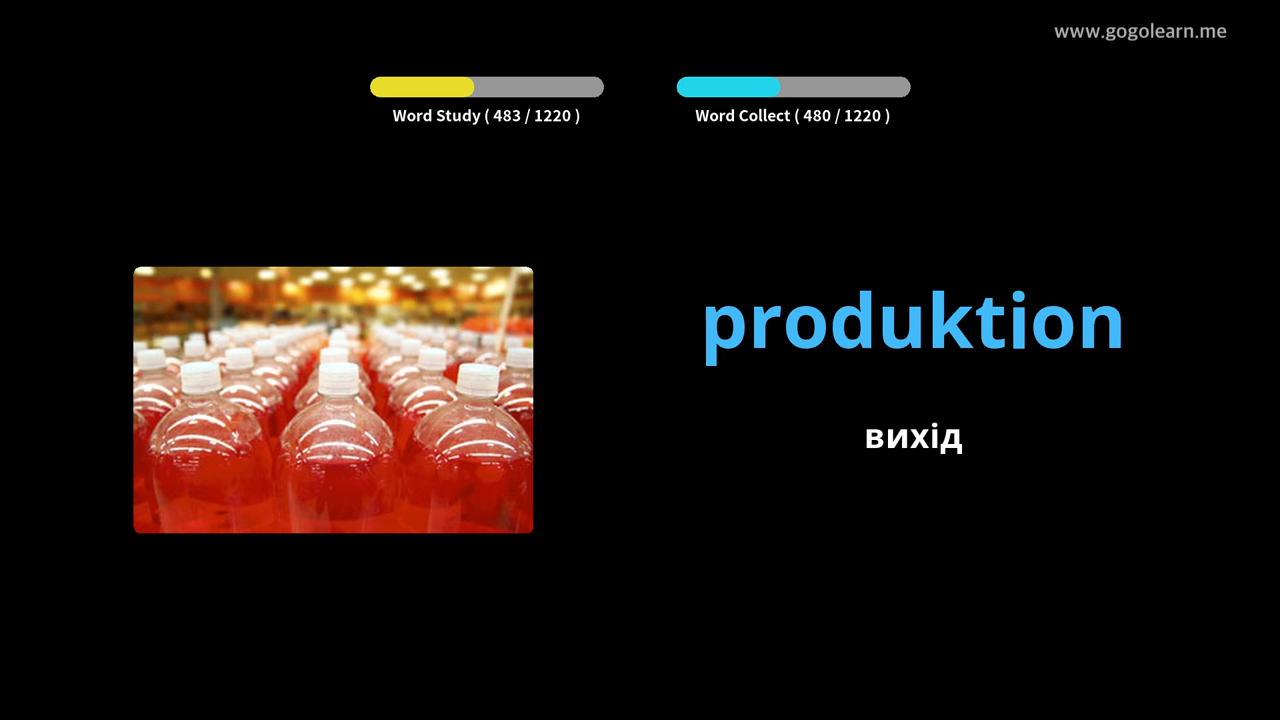 www.gogolearn.me
Word Study ( 483 / 1220 )
Word Collect ( 480 / 1220 )
produktion
вихід